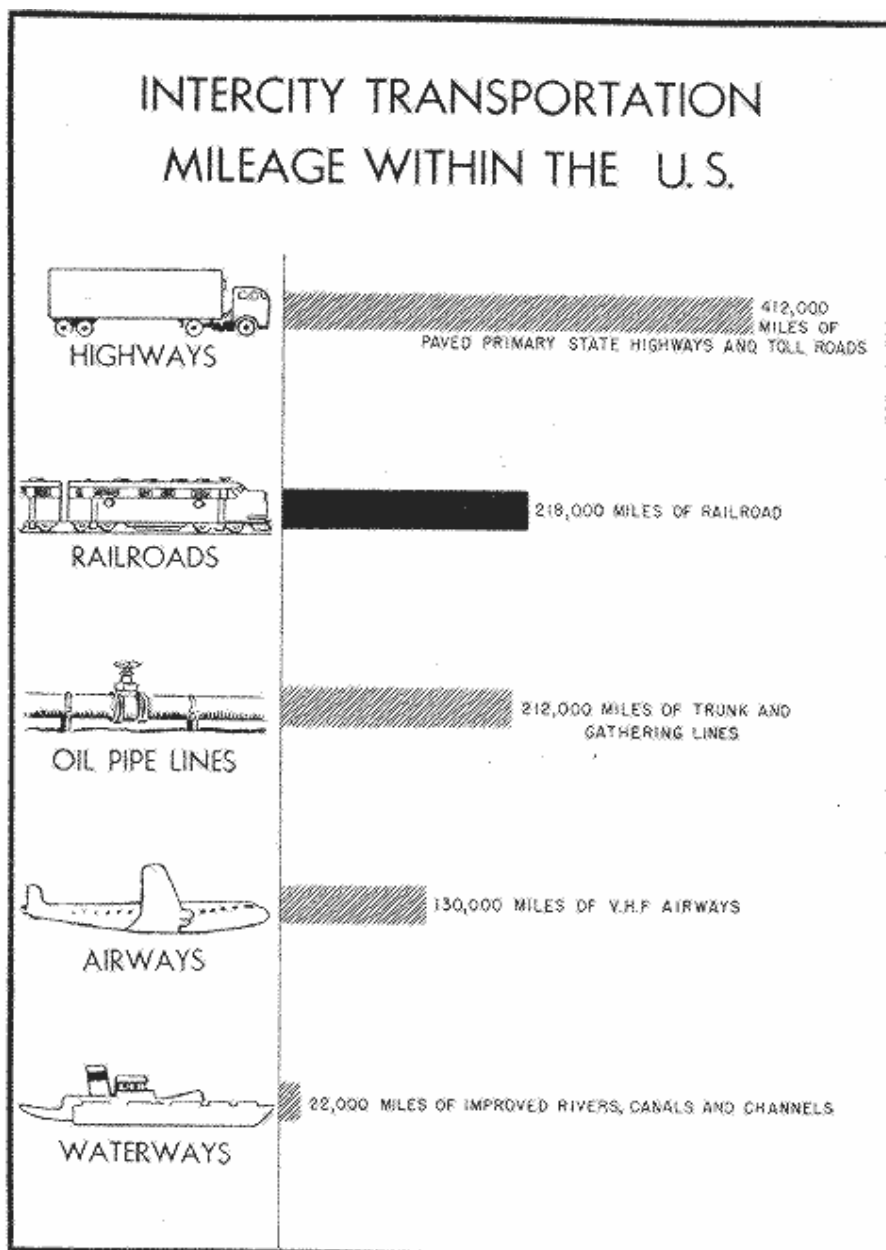 INTERCITY TRANSPORTATION
MILEAGE WITHIN THE U. S.
HIGHWAYS
412,000
MILES OF
PAVED PRIMARY STATE HIGHWAYS AND TOLL ROADS
RAILROADS
218,000 MILES OF RAILROAD
OIL PIPE LINES
212,000 MILES OF TRUNK AND
GATHERING LINES
AIRWAYS
130,000 MILES OF V.H.F AIRWAYS
WATERWAYS
22,000 MILES OF IMPROVED RIVERS, CANALS AND CHANNELS